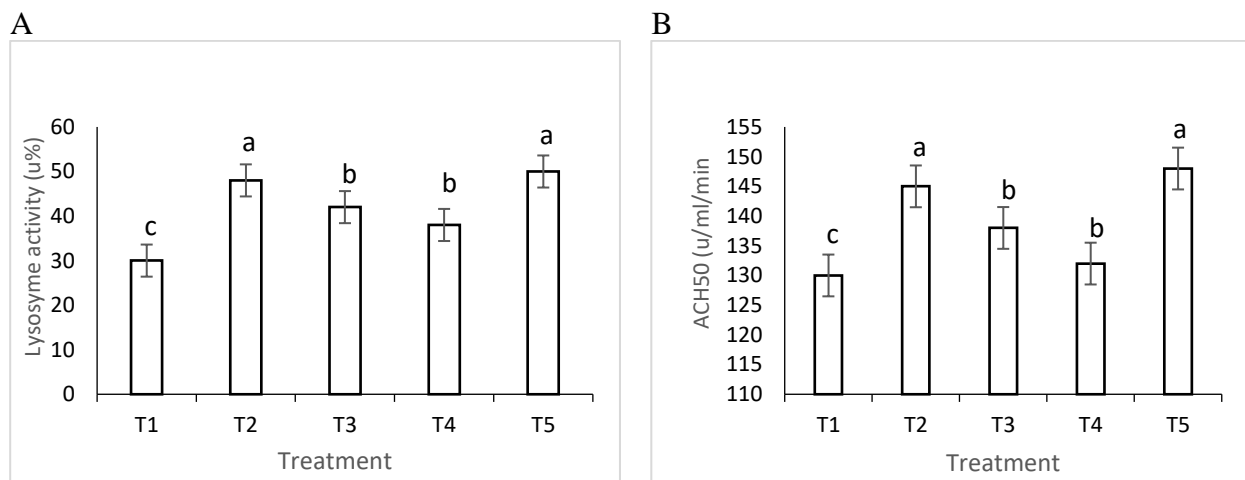 A
Lysosyme activity (u%)
60
50
40
30
20
10
0
c
a
b
b
a
T1 T2 T3 T4 T5
Treatment
B
ACH50 (u/ml/min
155
150
145
140
135
130
125
120
115
110
c
a
b
b
a
T1 T2 T3 T4 T5
Treatment